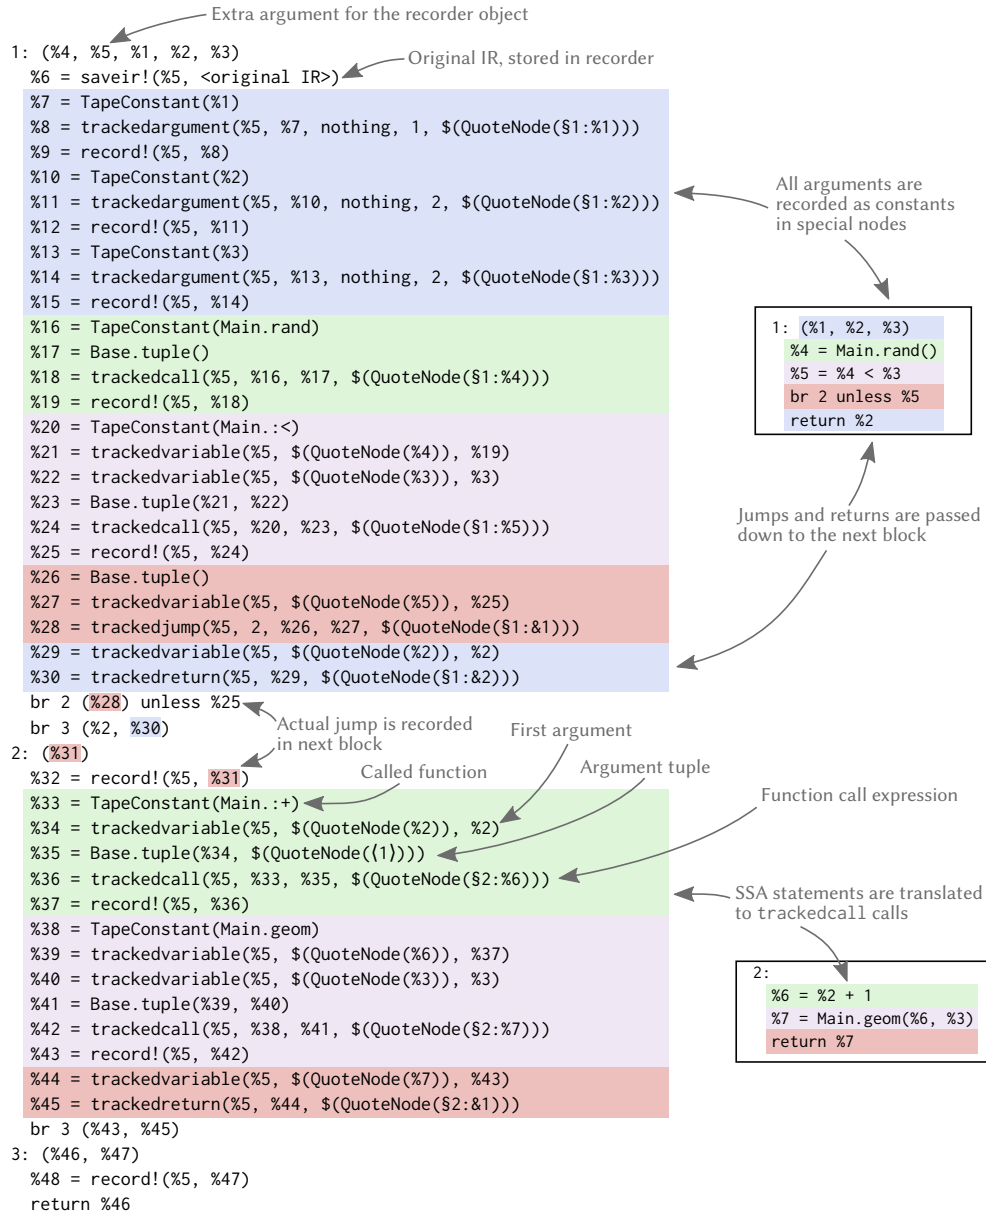 Extra argument for the recorder object
1: (%4, %5, %1, %2, %3)
%6 = saveir!(%5, <original IR>)
Original IR, stored in recorder
%7 = TapeConstant(%1)
%8 = trackedargument(%5, %7, nothing, 1, $(QuoteNode(§1:%1)))
%9 = record!(%5, %8)
%10 = TapeConstant(%2)
%11 = trackedargument(%5, %10, nothing, 2, $(QuoteNode(§1:%2)))
%12 = record!(%5, %11)
%13 = TapeConstant(%3)
%14 = trackedargument(%5, %13, nothing, 2, $(QuoteNode(§1:%3)))
%15 = record!(%5, %14)
All arguments are
recorded as constants
in special nodes
%16 = TapeConstant(Main.rand)
%17 = Base.tuple()
%18 = trackedcall(%5, %16, %17, $(QuoteNode(§1:%4)))
%19 = record!(%5, %18)
%20 = TapeConstant(Main.:<)
%21 = trackedvariable(%5, $(QuoteNode(%4)), %19)
%22 = trackedvariable(%5, $(QuoteNode(%3)), %3)
%23 = Base.tuple(%21, %22)
%24 = trackedcall(%5, %20, %23, $(QuoteNode(§1:%5)))
%25 = record!(%5, %24)
1: (%1, %2, %3)
%4 = Main.rand()
%5 = %4 < %3
br 2 unless %5
return %2
Jumps and returns are passed
down to the next block
%26 = Base.tuple()
%27 = trackedvariable(%5, $(QuoteNode(%5)), %25)
%28 = trackedjump(%5, 2, %26, %27, $(QuoteNode(§1:&1)))
%29 = trackedvariable(%5, $(QuoteNode(%2)), %2)
%30 = trackedreturn(%5, %29, $(QuoteNode(§1:&2)))
br 2 (%28) unless %25
br 3 (%2, %30)
Actual jump is recorded
in next block
2: (%31)
%32 = record!(%5, %31)
First argument
Called function
Argument tuple
Function call expression
%33 = TapeConstant(Main.:+)
%34 = trackedvariable(%5, $(QuoteNode(%2)), %2)
%35 = Base.tuple(%34, $(QuoteNode(⟨1⟩)))
%36 = trackedcall(%5, %33, %35, $(QuoteNode(§2:%6)))
%37 = record!(%5, %36)
%38 = TapeConstant(Main.geom)
%39 = trackedvariable(%5, $(QuoteNode(%6)), %37)
%40 = trackedvariable(%5, $(QuoteNode(%3)), %3)
%41 = Base.tuple(%39, %40)
%42 = trackedcall(%5, %38, %41, $(QuoteNode(§2:%7)))
%43 = record!(%5, %42)
SSA statements are translated
to trackedcall calls
2:
%6 = %2 + 1
%7 = Main.geom(%6, %3)
return %7
%44 = trackedvariable(%5, $(QuoteNode(%7)), %43)
%45 = trackedreturn(%5, %44, $(QuoteNode(§2:&1)))
br 3 (%43, %45)
3: (%46, %47)
%48 = record!(%5, %47)
return %46